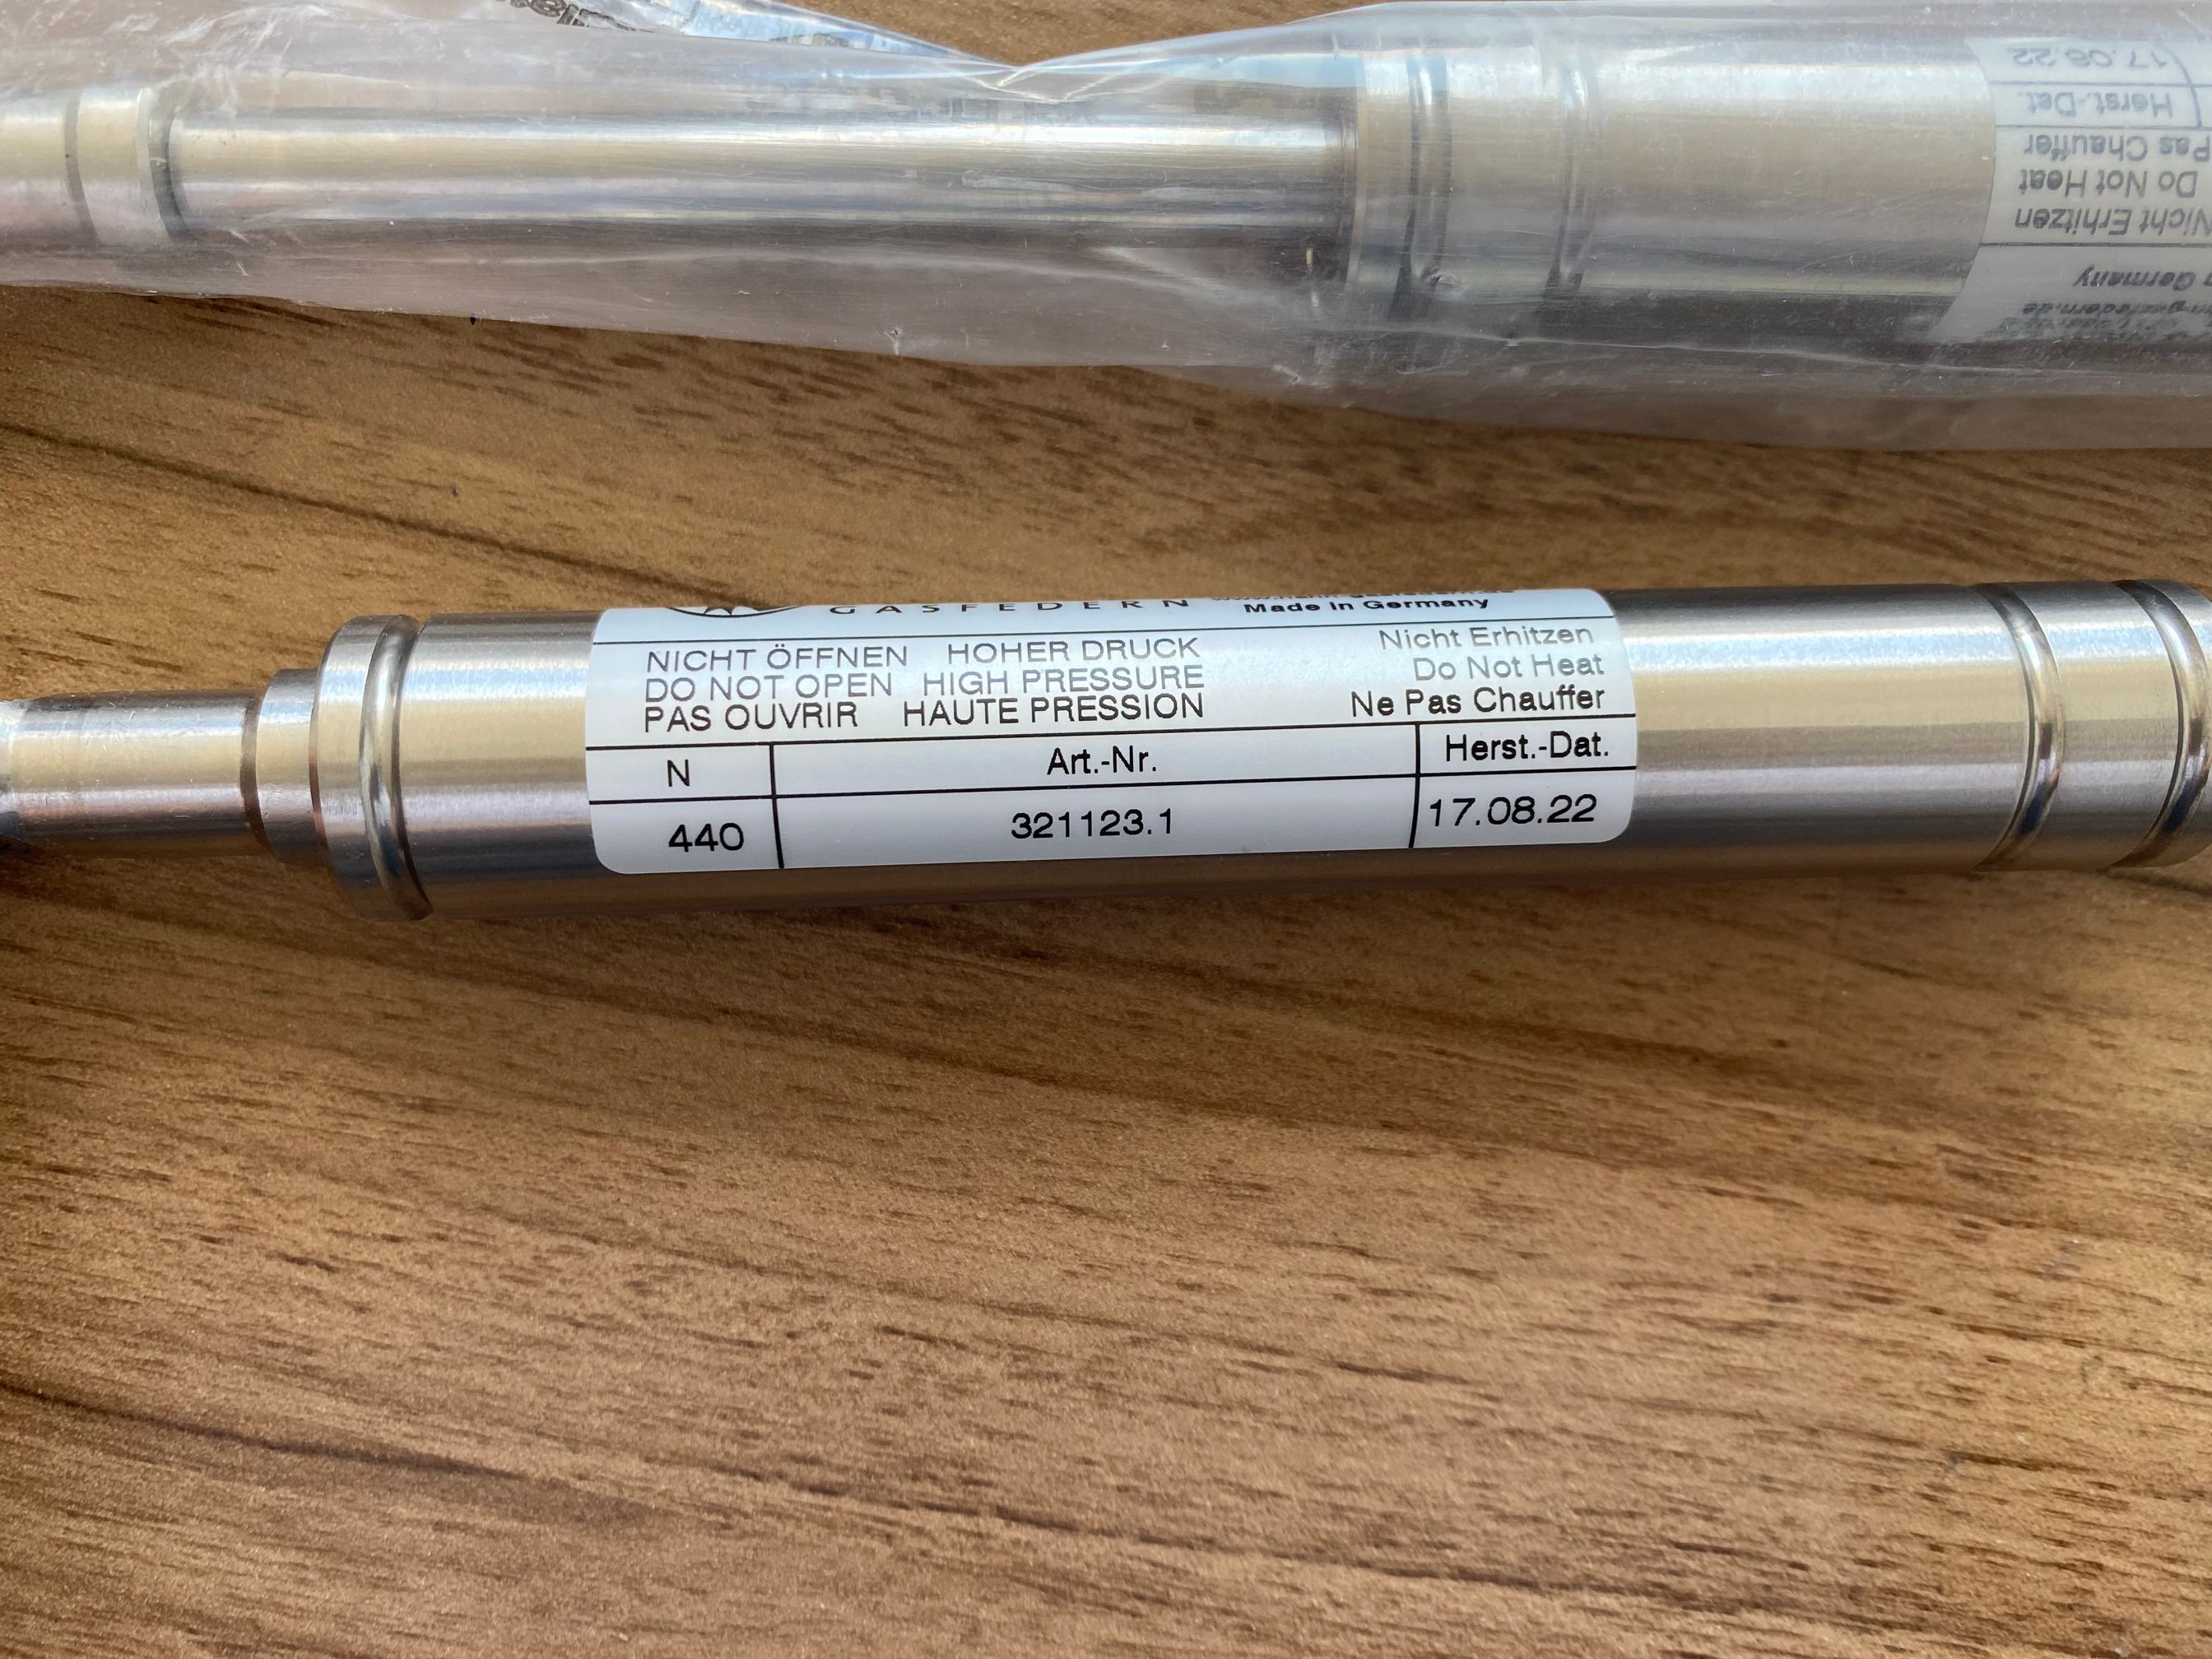 17.08.22
Herst.-Dat.
Pas Chauffer
Do Not Heat
Nicht Erhitzen
Germany
GASFEDERN
Made in Germany
NICHT ÖFFNEN HOHER DRUCK
DO NOT OPEN HIGH PRESSURE
PAS OUVRIR HAUTE PRESSION
Nicht Erhitzen
Do Not Heat
Ne Pas Chauffer
N Art.-Nr. Herst.-Dat.
440 321123.1 17.08.22